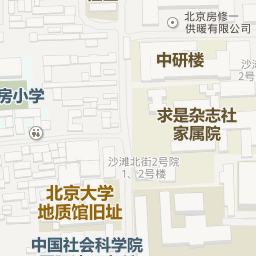 北京房修一
供暖有限公司
中研楼
沙滩
房小学
求是杂志社
家属院
沙滩北街2号院
1、2号楼
北京大学
地质馆旧址
中国社会科学院